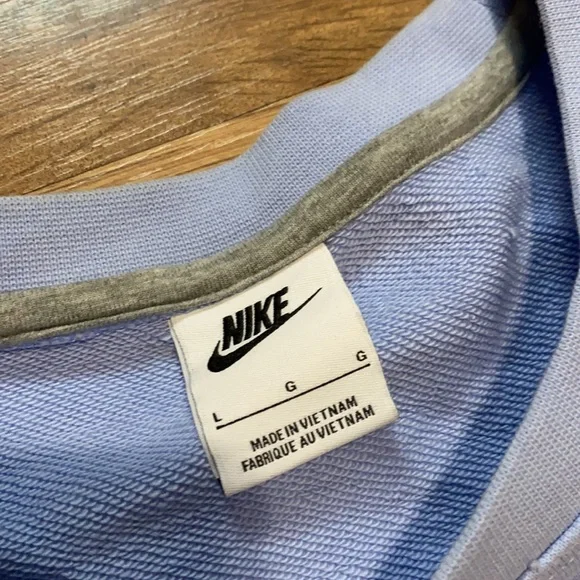 NIKE
L G G
MADE IN VIETNAM
FABRIQUE AU VIETNAM